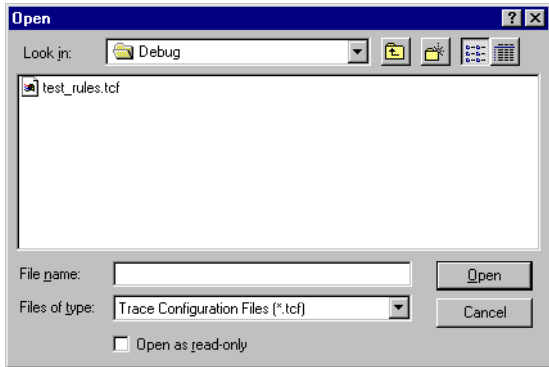 Open
Look in: Debug
test_rules.tcf
File name: Open
Files of type: Trace Configuration Files (*.tcf) Cancel
Open as read-only